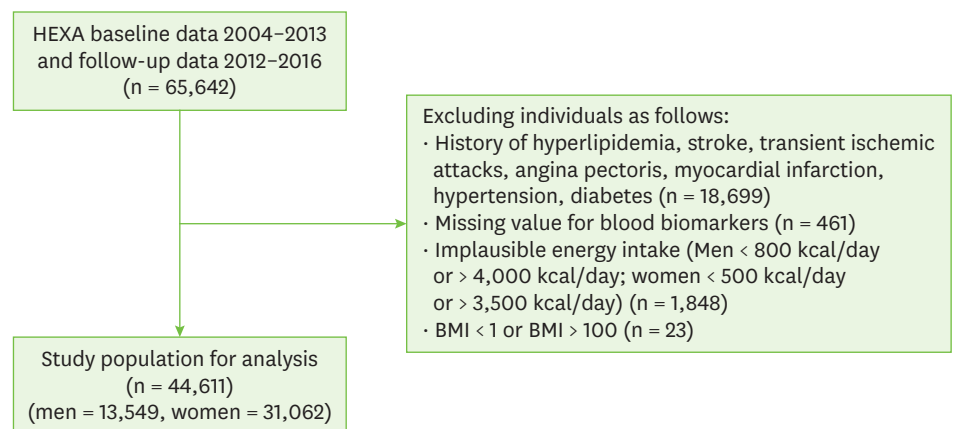 HEXA baseline data 2004–2013
and follow-up data 2012–2016
(n = 65,642)
Excluding individuals as follows:
· History of hyperlipidemia, stroke, transient ischemic
attacks, angina pectoris, myocardial infarction,
hypertension, diabetes (n = 18,699)
· Missing value for blood biomarkers (n = 461)
· Implausible energy intake (Men < 800 kcal/day
or > 4,000 kcal/day; women < 500 kcal/day
or > 3,500 kcal/day) (n = 1,848)
· BMI < 1 or BMI > 100 (n = 23)
Study population for analysis
(n = 44,611)
(men = 13,549, women = 31,062)